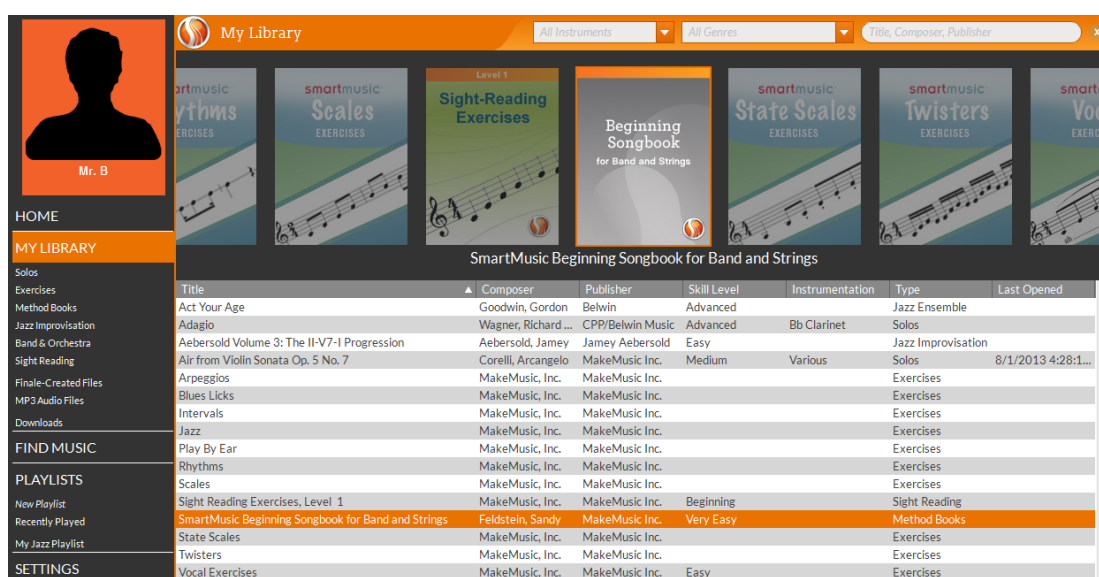 My Library
All Instruments
All Genres
Title, Composer, Publisher
x
Mr. B
HOME
MY LIBRARY
Solos
Exercises
Method Books
Jazz Improvisation
Band & Orchestra
Sight Reading
Finale-Created Files
MP3 Audio Files
Downloads
FIND MUSIC
PLAYLISTS
New Playlist
Recently Played
My Jazz Playlist
SETTINGS
artmusic
ythms
ERCISES
smartmusic
Scales
EXERCISES
Level 1
Sight-Reading
Exercises
Beginning
Songbook
for Band and Strings
smartmusic
State Scales
EXERCISES
smartmusic
Twisters
EXERCISES
smart
Vo
EXERC
SmartMusic Beginning Songbook for Band and Strings
Title Composer Publisher Skill Level Instrumentation Type Last Opened
Act Your Age Goodwin, Gordon Belwin Advanced Jazz Ensemble
Adagio Wagner, Richard ... CPP/Belwin Music Advanced Bb Clarinet Solos
Aebersold Volume 3: The II-V7-I Progression Aebersold, Jamey Jamey Aebersold Easy Jazz Improvisation
Air from Violin Sonata Op. 5 No. 7 Corelli, Arcangelo MakeMusic Inc. Medium Various Solos 8/1/2013 4:28:1...
Arpeggios MakeMusic, Inc. MakeMusic Inc. Exercises
Blues Licks MakeMusic, Inc. MakeMusic Inc. Exercises
Intervals MakeMusic, Inc. MakeMusic Inc. Exercises
Jazz MakeMusic, Inc. MakeMusic Inc. Exercises
Play By Ear MakeMusic, Inc. MakeMusic Inc. Exercises
Rhythms MakeMusic, Inc. MakeMusic Inc. Exercises
Scales MakeMusic, Inc. MakeMusic Inc. Exercises
Sight Reading Exercises, Level 1 MakeMusic, Inc. MakeMusic Inc. Beginning Sight Reading
SmartMusic Beginning Songbook for Band and Strings Feldstein, Sandy MakeMusic Inc. Very Easy Method Books
State Scales MakeMusic, Inc. MakeMusic Inc. Exercises
Twisters MakeMusic, Inc. MakeMusic Inc. Exercises
Vocal Exercises MakeMusic, Inc. MakeMusic Inc. Easy Exercises